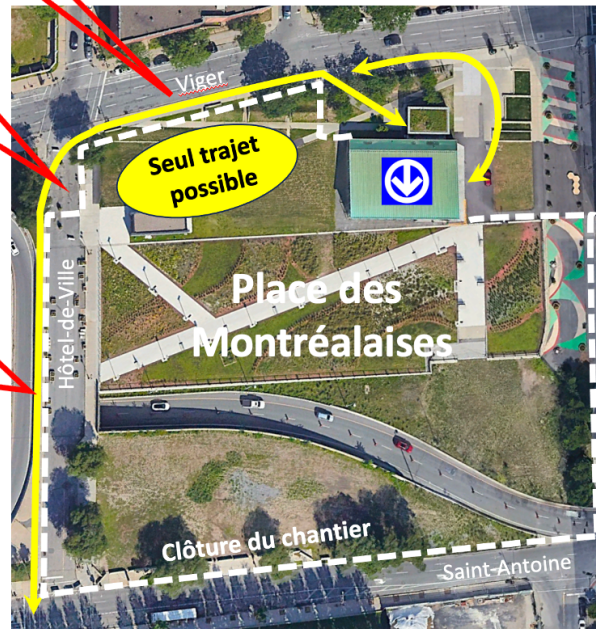 Viger
Seul trajet
possible
Hôtel-de-Ville
Place des
Montréalaises
Clôture du chantier
Saint-Antoine